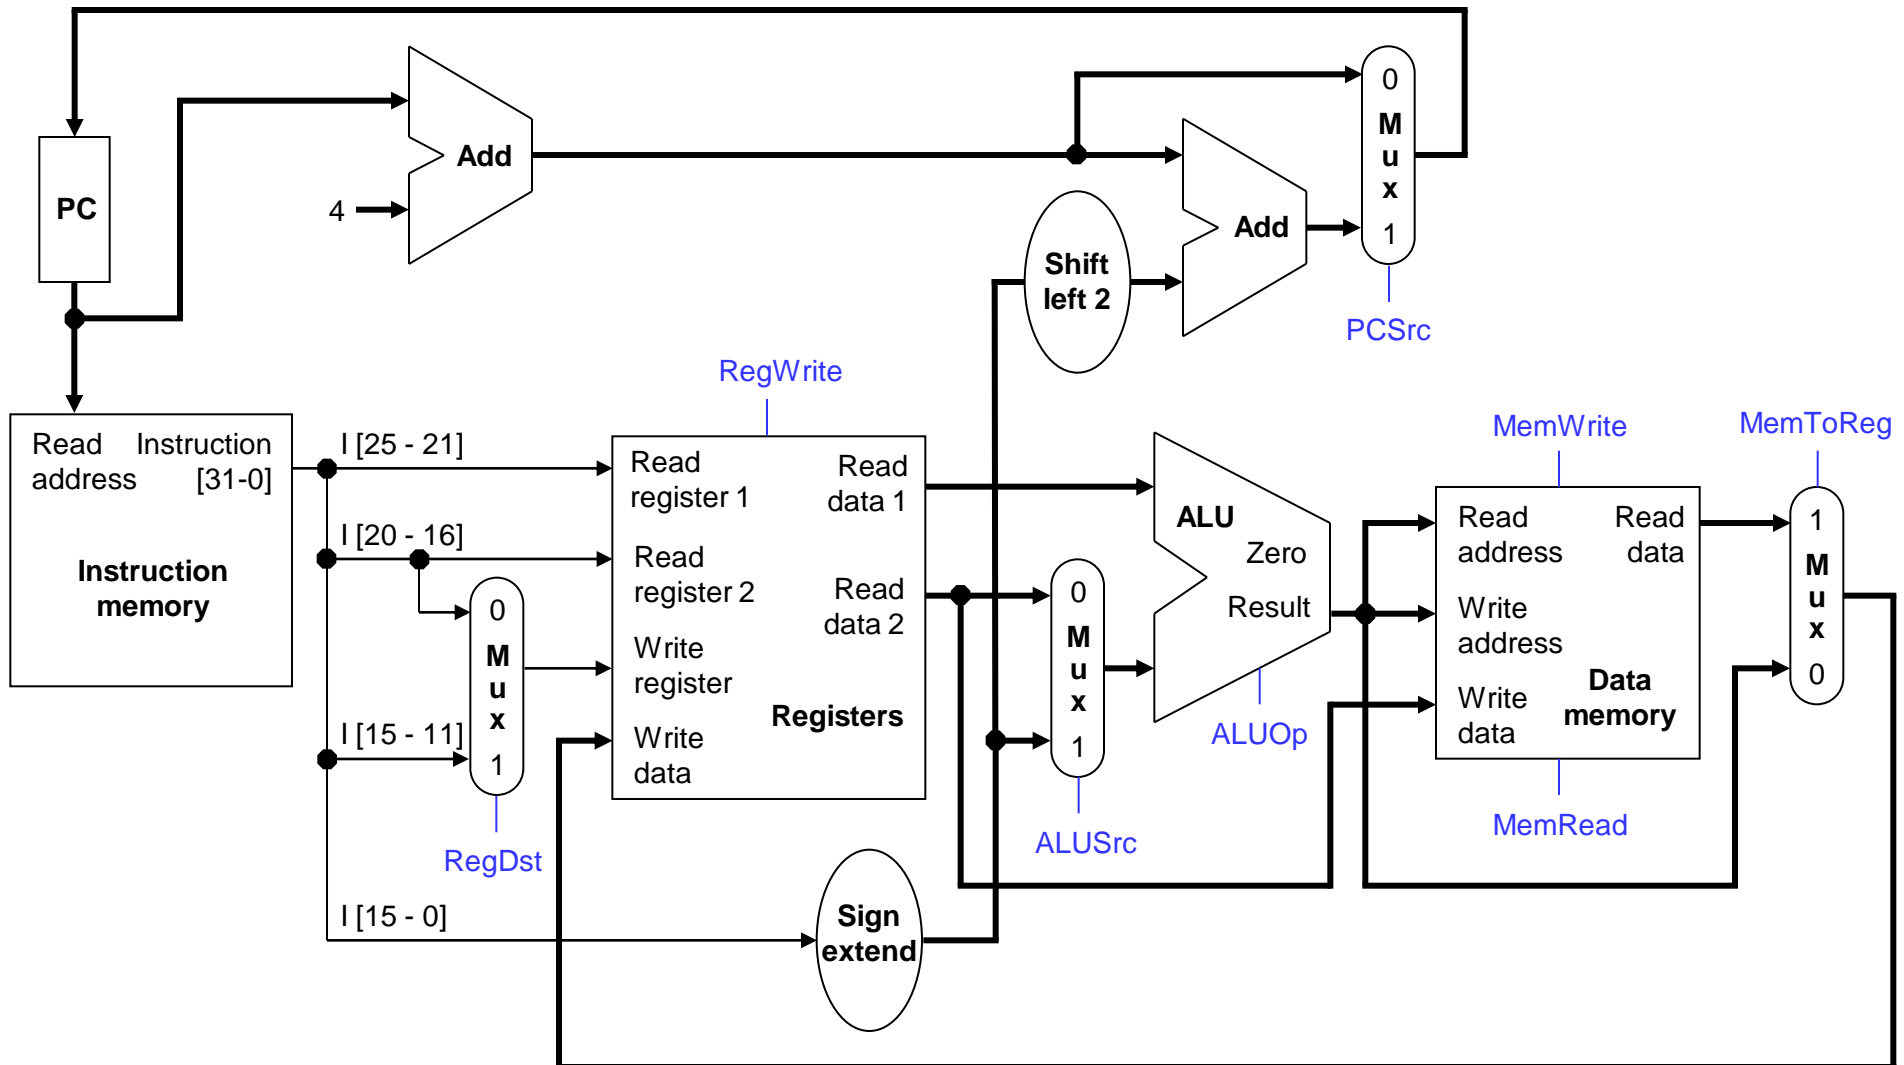 0
M
u
x
1
Add
Add
4
PC
Shift
left 2
PCSrc
RegWrite
MemWrite
MemToReg
Read Instruction
address [31-0]
Instruction
memory
I [25 - 21]
I [20 - 16]
I [15 - 11]
I [15 - 0]
0
M
u
x
1
RegDst
Read
register 1
Read
data 1
Read
register 2
Read
data 2
Write
register
Registers
Write
data
Sign
extend
0
M
u
x
1
ALUSrc
ALU
Zero
Result
ALUOp
Read
address
Read
data
Write
address
Data
memory
Write
data
MemRead
1
M
u
x
0